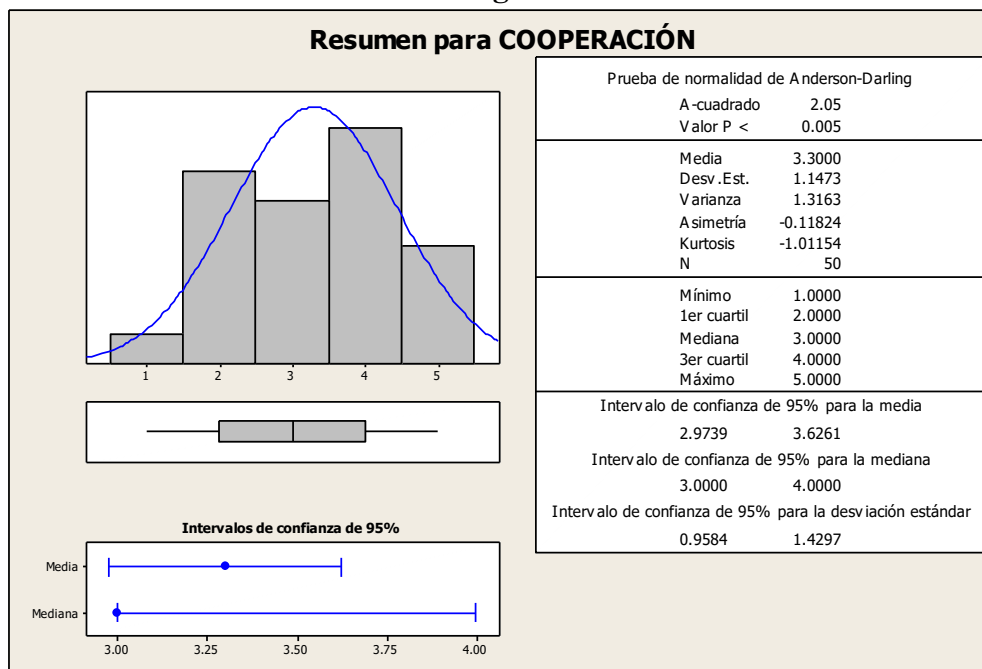 Resumen para COOPERACIÓN
1 2 3 4 5
Intervalos de confianza de 95%
Media
Mediana
3.00 3.25 3.50 3.75 4.00
Prueba de normalidad de Anderson-Darling
A-cuadrado 2.05
Valor P < 0.005
Media 3.3000
Desv.Est. 1.1473
Varianza 1.3163
Asimetría -0.11824
Kurtosis -1.01154
N 50
Mínimo 1.0000
1er cuartil 2.0000
Mediana 3.0000
3er cuartil 4.0000
Máximo 5.0000
Intervalo de confianza de 95% para la media
2.9739 3.6261
Intervalo de confianza de 95% para la mediana
3.0000 4.0000
Intervalo de confianza de 95% para la desviación estándar
0.9584 1.4297